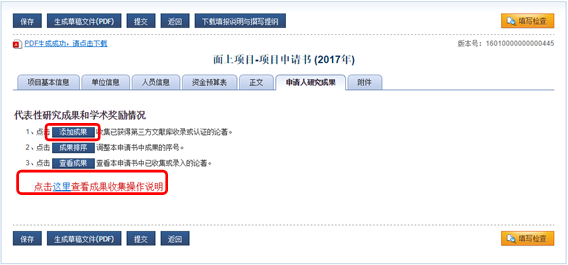 保存 生成草稿文件(PDF) 提交 返回 下载填报说明与撰写提纲 填写检查
PDF生成成功，请点击下载 版本号：16010000000000445
面上项目-项目申请书 (2017年)
项目基本信息 单位信息 人员信息 资金预算表 正文 申请人研究成果 附件
代表性研究成果和学术奖励情况
1、点击 添加成果 收集已获得第三方文献库收录或认证的论著。
2、点击 成果排序 调整本申请书中成果的序号。
3、点击 查看成果 查看本申请书中已收集或录入的论著。
点击这里查看成果收集操作说明
保存 生成草稿文件(PDF) 提交 返回 填写检查